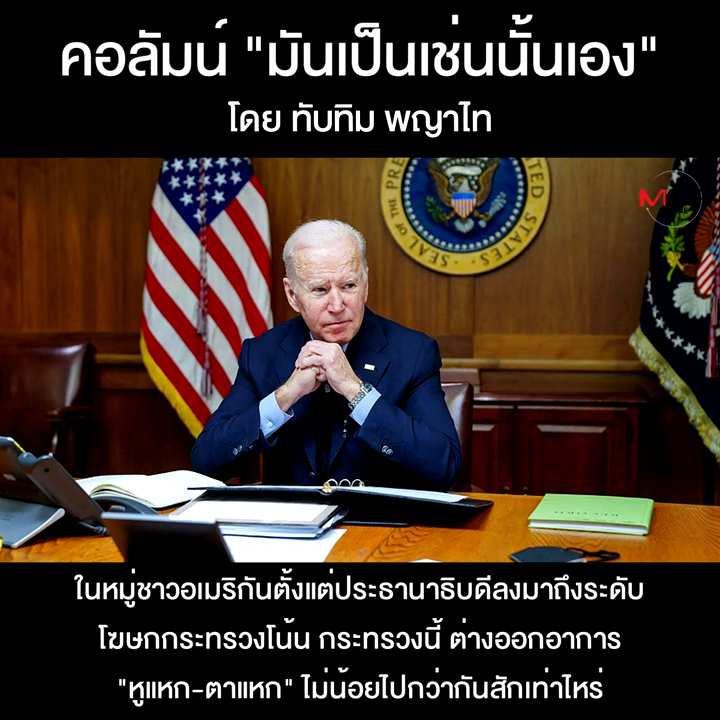 คอลัมน์ "มันเป็นเช่นนั้นเอง"
โดย ทับทิม พญาไท
M
SEAL OF THE PRE
ED STATES
ในหมู่ชาวอเมริกันตั้งแต่ประธานาธิบดีลงมาถึงระดับ
โฆษกกระทรวงโน้น กระทรวงนี้ ต่างออกอาการ
"หูแหก-ตาแหก" ไม่น้อยไปกว่ากันสักเท่าไหร่